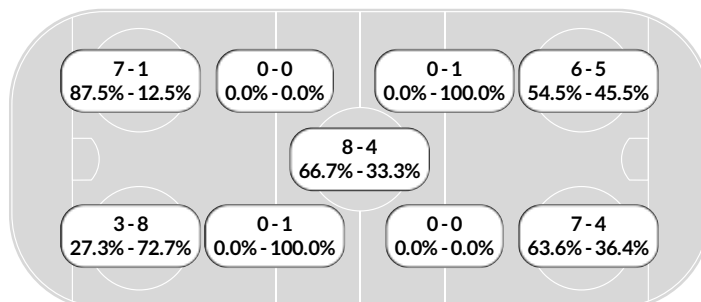 7 - 1
87.5% - 12.5%
0 - 0
0.0% - 0.0%
0 - 1
0.0% - 100.0%
6 - 5
54.5% - 45.5%
8 - 4
66.7% - 33.3%
3 - 8
27.3% - 72.7%
0 - 1
0.0% - 100.0%
0 - 0
0.0% - 0.0%
7 - 4
63.6% - 36.4%